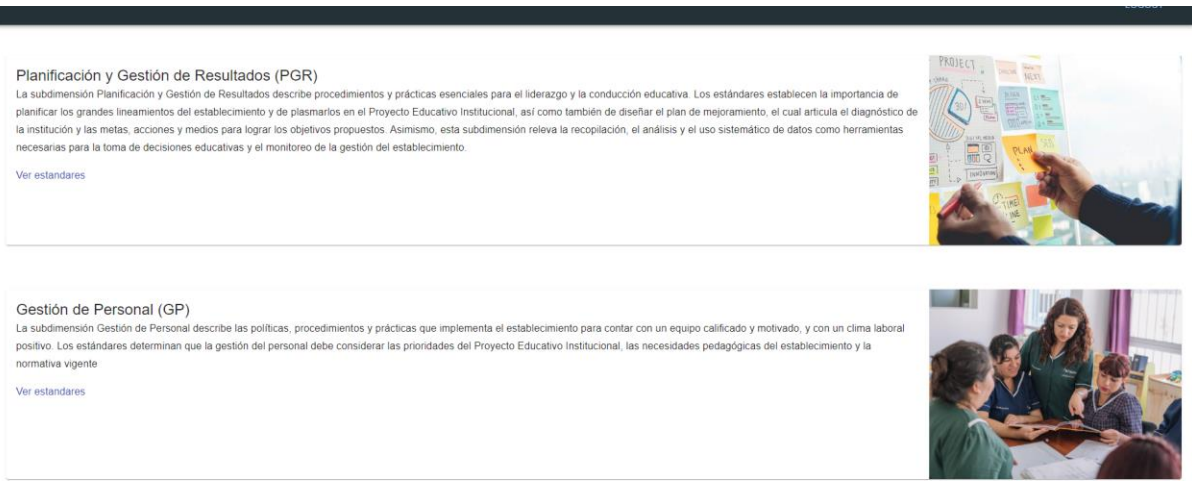 LOGOUT
Planificación y Gestión de Resultados (PGR)
La subdimensión Planificación y Gestión de Resultados describe procedimientos y prácticas esenciales para el liderazgo y la conducción educativa. Los estándares establecen la importancia de
planificar los grandes lineamientos del establecimiento y de plasmarlos en el Proyecto Educativo Institucional, así como también de diseñar el plan de mejoramiento, el cual articula el diagnóstico de
la institución y las metas, acciones y medios para lograr los objetivos propuestos. Asimismo, esta subdimensión releva la recopilación, el análisis y el uso sistemático de datos como herramientas
necesarias para la toma de decisiones educativas y el monitoreo de la gestión del establecimiento.
Ver estandares
PROJECT
PLAN
TIME
LINE
Gestión de Personal (GP)
La subdimensión Gestión de Personal describe las políticas, procedimientos y prácticas que implementa el establecimiento para contar con un equipo calificado y motivado, y con un clima laboral
positivo. Los estándares determinan que la gestión del personal debe considerar las prioridades del Proyecto Educativo Institucional, las necesidades pedagógicas del establecimiento y la
normativa vigente
Ver estandares